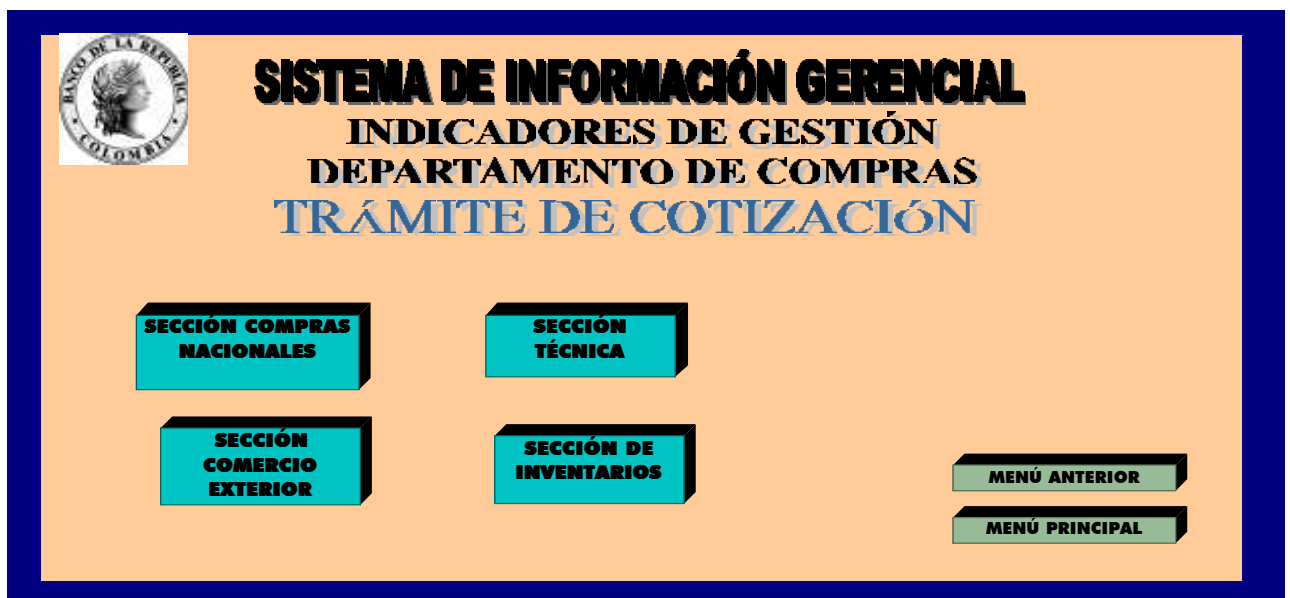 BANCO DE LA REPUBLICA
COLOMBIA
SISTEMA DE INFORMACIÓN GERENCIAL
INDICADORES DE GESTIÓN
DEPARTAMENTO DE COMPRAS
TRÁMITE DE COTIZACIÓN
SECCIÓN COMPRAS
NACIONALES
SECCIÓN
TÉCNICA
SECCIÓN
COMERCIO
EXTERIOR
SECCIÓN DE
INVENTARIOS
MENÚ ANTERIOR
MENÚ PRINCIPAL